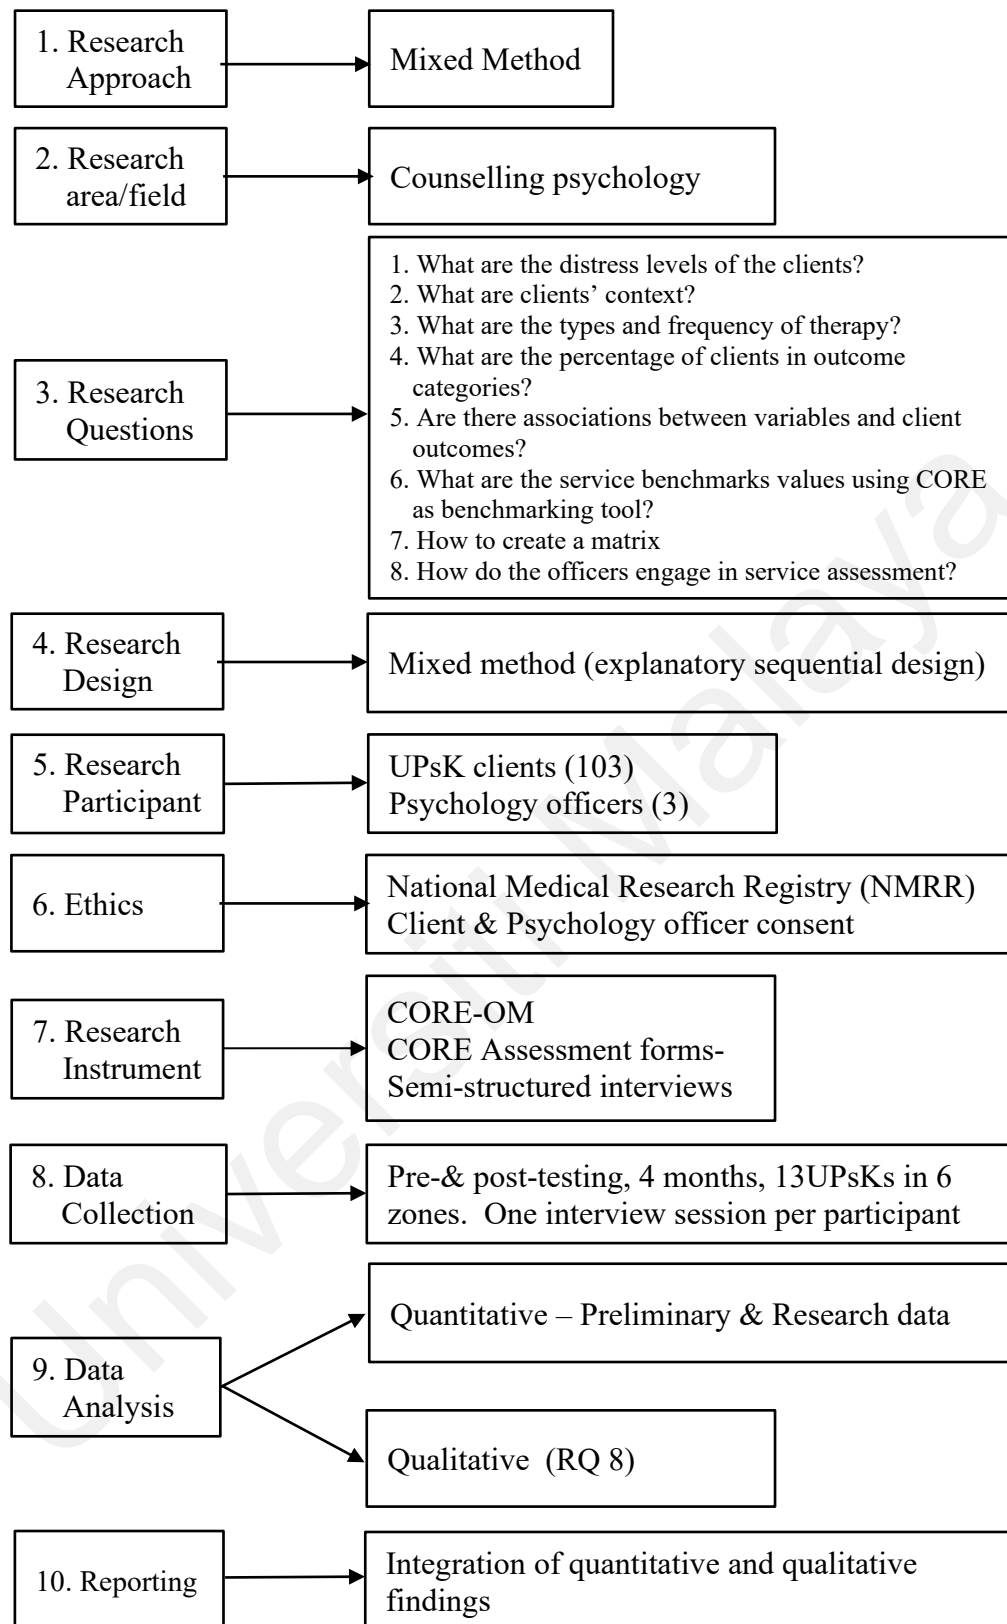 1. Research
Approach
Mixed Method
2. Research
area/field
Counselling psychology
3. Research
Questions
1. What are the distress levels of the clients?
2. What are clients’ context?
3. What are the types and frequency of therapy?
4. What are the percentage of clients in outcome
categories?
5. Are there associations between variables and client
outcomes?
6. What are the service benchmarks values using CORE
as benchmarking tool?
7. How to create a matrix
8. How do the officers engage in service assessment?
4. Research
Design
Mixed method (explanatory sequential design)
5. Research
Participant
UPsK clients (103)
Psychology officers (3)
6. Ethics
National Medical Research Registry (NMRR)
Client & Psychology officer consent
7. Research
Instrument
CORE-OM
CORE Assessment forms-
Semi-structured interviews
8. Data
Collection
Pre-& post-testing, 4 months, 13UPsKs in 6
zones.  One interview session per participant
9. Data
Analysis
Quantitative – Preliminary & Research data
Qualitative  (RQ 8)
10. Reporting
Integration of quantitative and qualitative
findings
Universiti Malaya